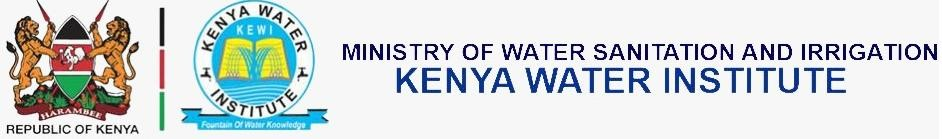 HARAMBEE
REPUBLIC OF KENYA
KENYA WATER
KEWI
INSTITUTE
Fountain Of Water Knowledge
MINISTRY OF WATER SANITATION AND IRRIGATION
KENYA WATER INSTITUTE